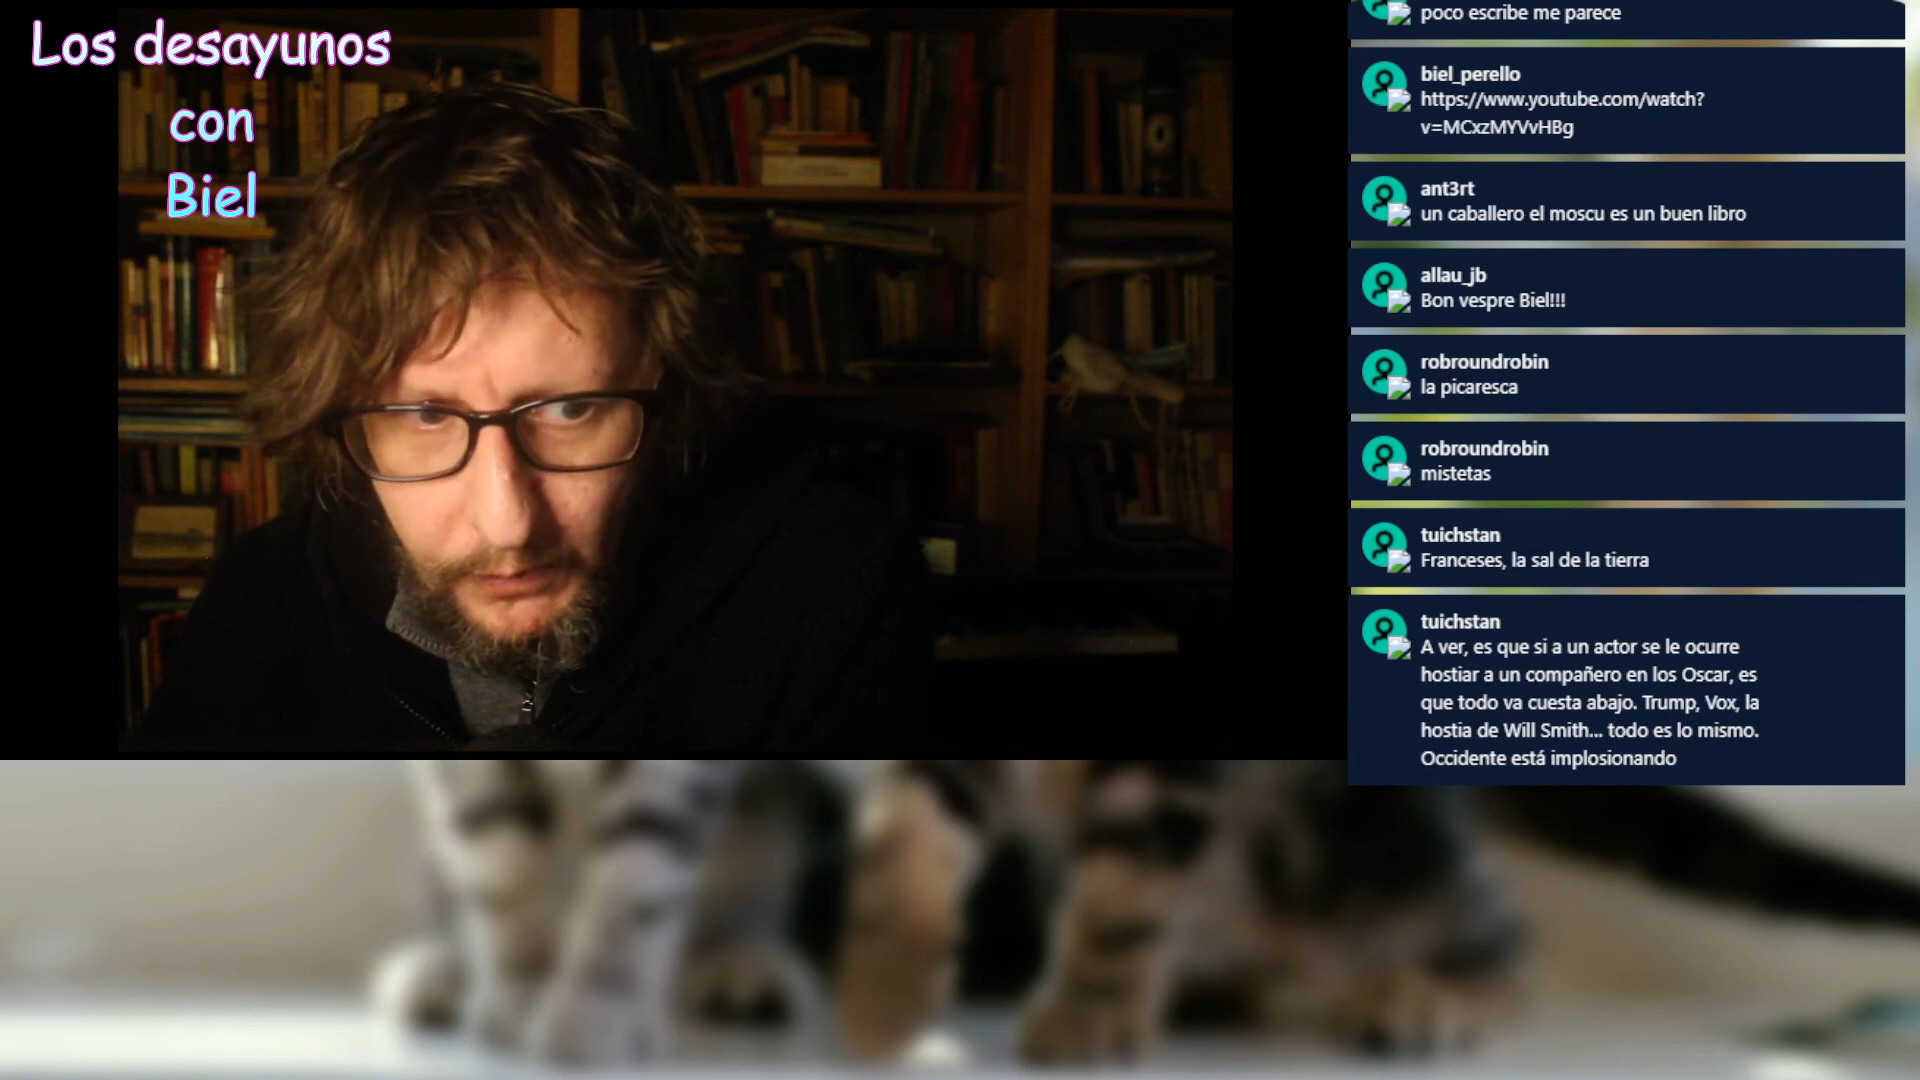 Los desayunos
con
Biel
poco escribe me parece
biel_perello
https://www.youtube.com/watch?
v=MCxzMYVvHBg
ant3rt
un caballero el moscu es un buen libro
allau_jb
Bon vespre Biel!!!
robroundrobin
la picaresca
robroundrobin
mistetas
tuichstan
Franceses, la sal de la tierra
tuichstan
A ver, es que si a un actor se le ocurre
hostiar a un compañero en los Oscar, es
que todo va cuesta abajo. Trump, Vox, la
hostia de Will Smith... todo es lo mismo.
Occidente está implosionando